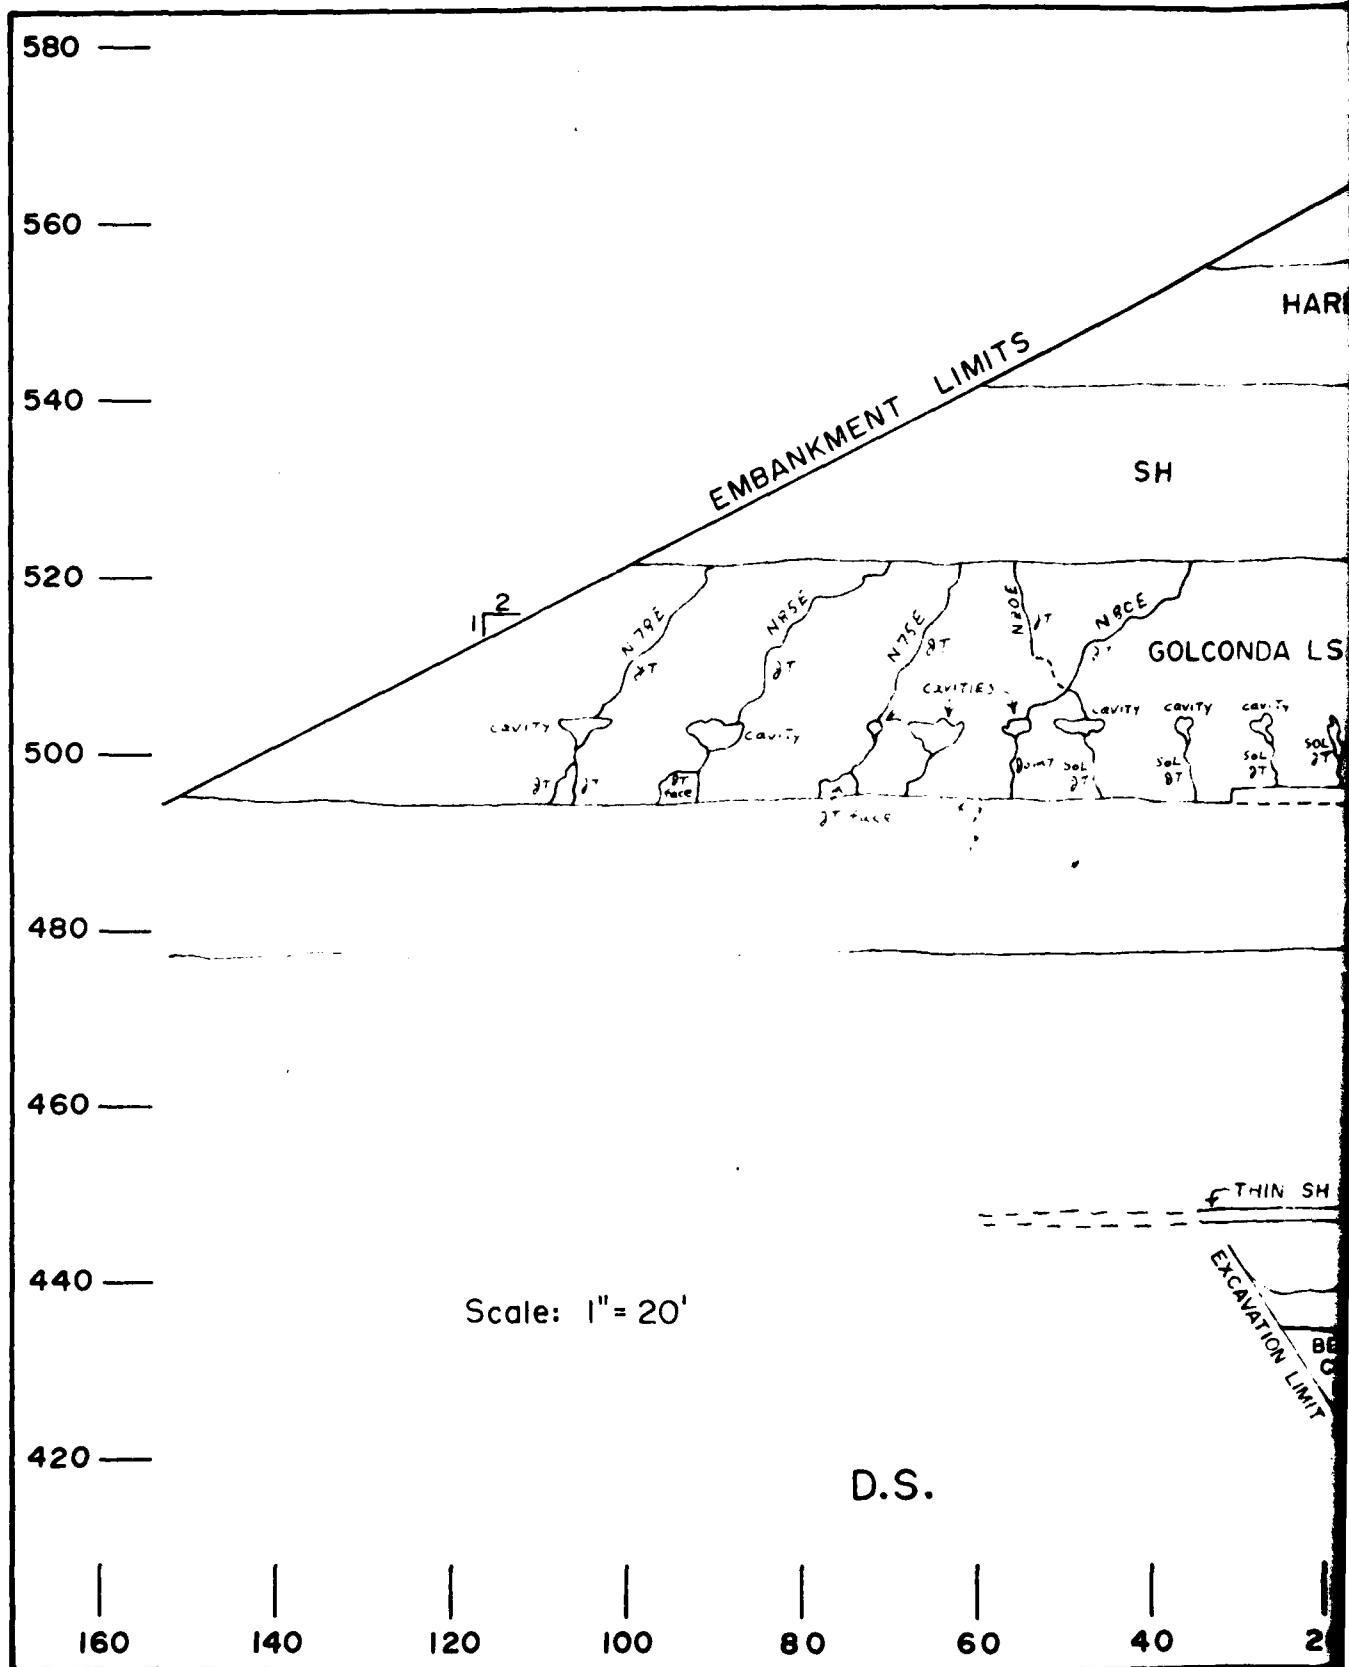 580
560
HAR
540
EMBANKMENT LIMITS
SH
520
1 2
N78E
JT
N85E
JT
N75E
JT
N30E
JT
N80E
JT
GOLCONDA LS
CAVITIES
cavity
cavity
cavity
cavity
cavity
500
JT
JT
JT face
JT face
JOINT
SOL JT
SOL JT
SOL JT
SOL JT
480
460
THIN SH
440
EXCAVATION LIMIT
Scale: 1" = 20'
420
D.S.
160 140 120 100 80 60 40